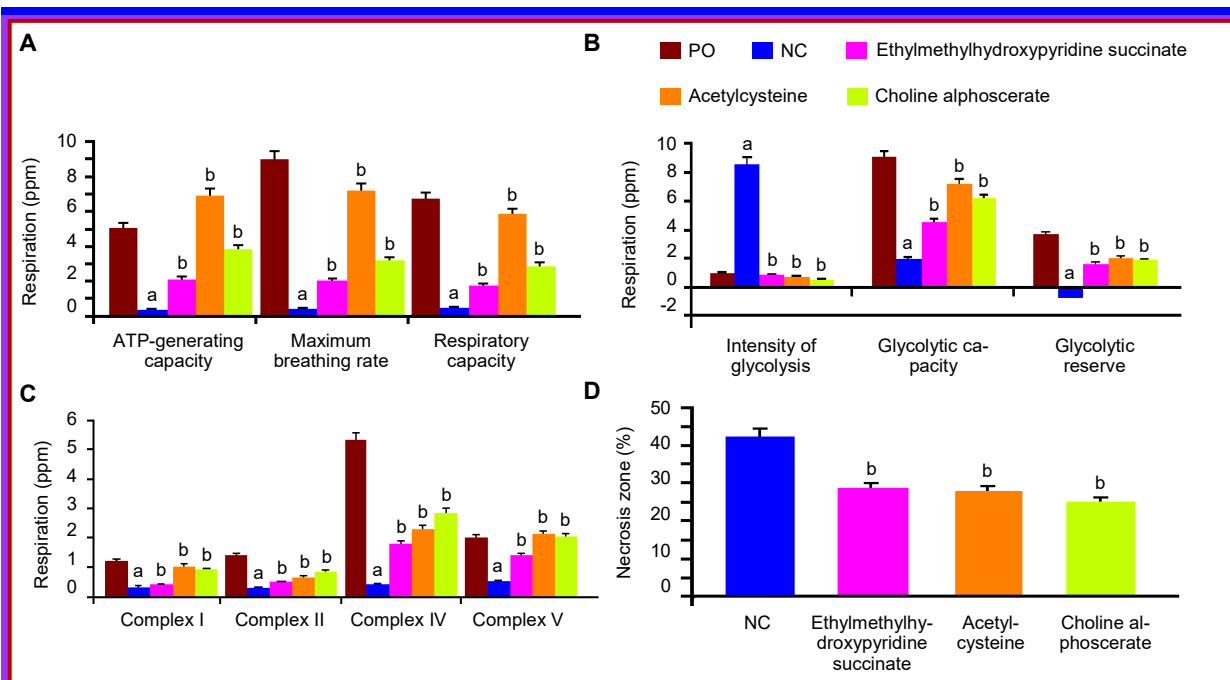 A
Respiration (ppm)
10
8
6
4
2
0
a
b
b
b
a
b
b
b
a
b
b
b
ATP-generating
capacity
Maximum
breathing rate
Respiratory
capacity
B
PO
NC
Ethylmethylhydroxypyridine succinate
Acetylcysteine
Choline alphoscerate
Respiration (ppm)
10
8
6
4
2
0
-2
a
b
b
b
a
b
b
b
a
b
b
b
Intensity of
glycolysis
Glycolytic ca-
pacity
Glycolytic
reserve
C
Respiration (ppm)
6
5
4
3
2
1
0
a
b
b
b
a
b
b
b
a
b
b
b
a
b
b
b
Complex I
Complex II
Complex IV
Complex V
D
Necrosis zone (%)
50
40
30
20
10
0
b
b
b
NC
Ethylmethylhy-
droxypyridine
succinate
Acetyl-
cysteine
Choline al-
phoscerate